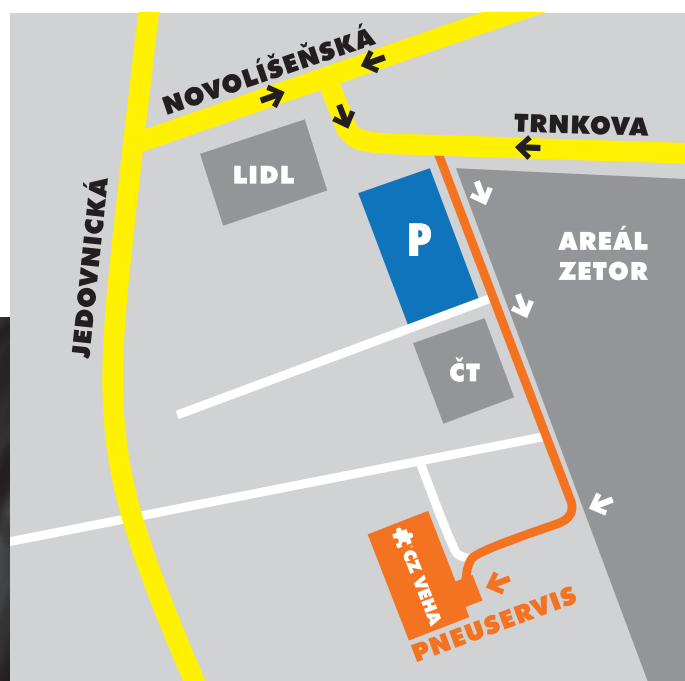 NOVOLÍŠEŇSKÁ
TRNKOVA
LIDL
JEDOVNICKÁ
P
AREÁL
ZETOR
ČT
CZ VEHA
PNEUSERVIS